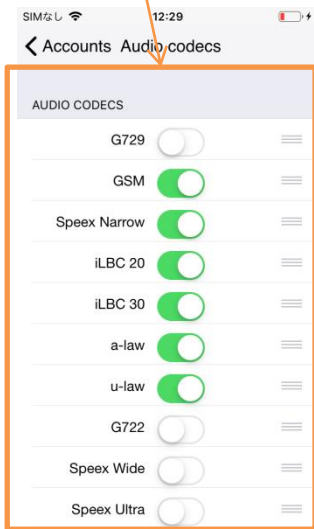 SIMなし 12:29
Accounts Audio codecs
AUDIO CODECS
G729
GSM
Speex Narrow
iLBC 20
iLBC 30
a-law
u-law
G722
Speex Wide
Speex Ultra